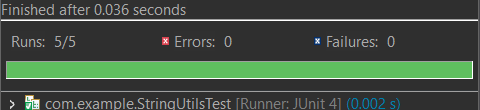 Finished after 0.036 seconds
Runs: 5/5 Errors: 0 Failures: 0
com.example.StringUtilsTest [Runner: JUnit 4] (0.002 s)